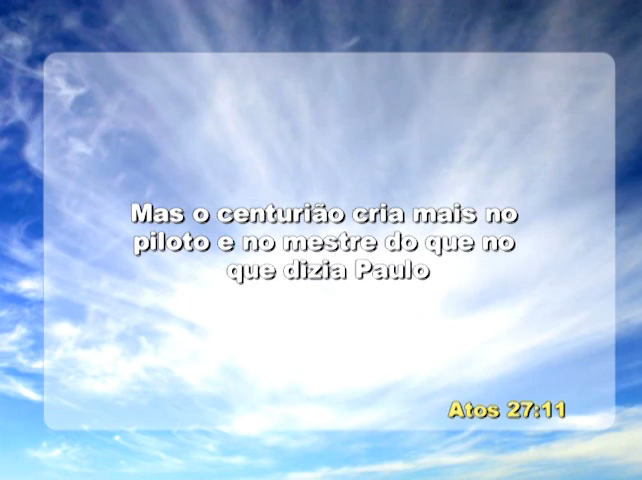 Mas o centurião cria mais no
piloto e no mestre do que no
que dizia Paulo
Atos 27:11